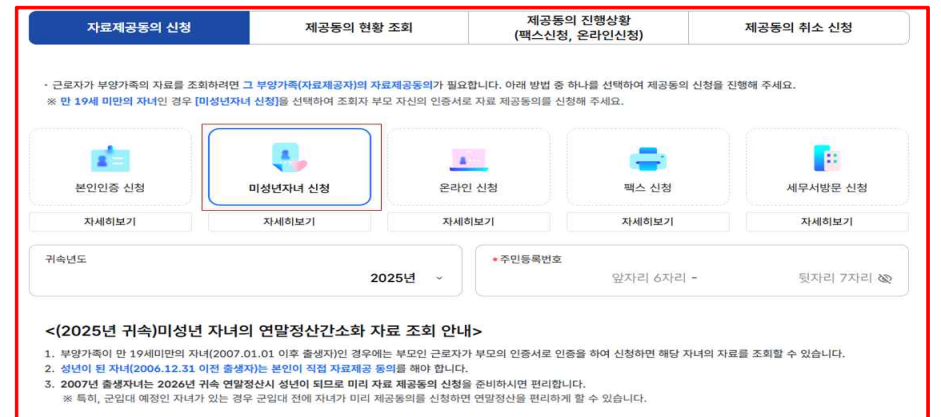 자료제공동의 신청
제공동의 현황 조회
제공동의 진행상황
(팩스신청, 온라인신청)
제공동의 취소 신청
· 근로자가 부양가족의 자료를 조회하려면 그 부양가족(자료제공자)의 자료제공동의가 필요합니다. 아래 방법 중 하나를 선택하여 제공동의 신청을 진행해 주세요.
※ 만 19세 미만의 자녀인 경우 [미성년자녀 신청]을 선택하여 조회자 부모 자신의 인증서로 자료 제공동의를 신청해 주세요.
본인인증 신청
미성년자녀 신청
온라인 신청
팩스 신청
세무서방문 신청
자세히보기
자세히보기
자세히보기
자세히보기
자세히보기
귀속년도
2025년
•주민등록번호
앞자리 6자리 -
뒷자리 7자리
<(2025년 귀속)미성년 자녀의 연말정산간소화 자료 조회 안내>
1. 부양가족이 만 19세미만의 자녀(2007.01.01 이후 출생자)인 경우에는 부모인 근로자가 부모의 인증서로 인증을 하여 신청하면 해당 자녀의 자료를 조회할 수 있습니다.
2. 성년이 된 자녀(2006.12.31 이전 출생자)는 본인이 직접 자료제공 동의를 해야 합니다.
3. 2007년 출생자녀는 2026년 귀속 연말정산시 성년이 되므로 미리 자료 제공동의 신청을 준비하시면 편리합니다.
※ 특히, 군입대 예정인 자녀가 있는 경우 군입대 전에 자녀가 미리 제공동의를 신청하면 연말정산을 편리하게 할 수 있습니다.